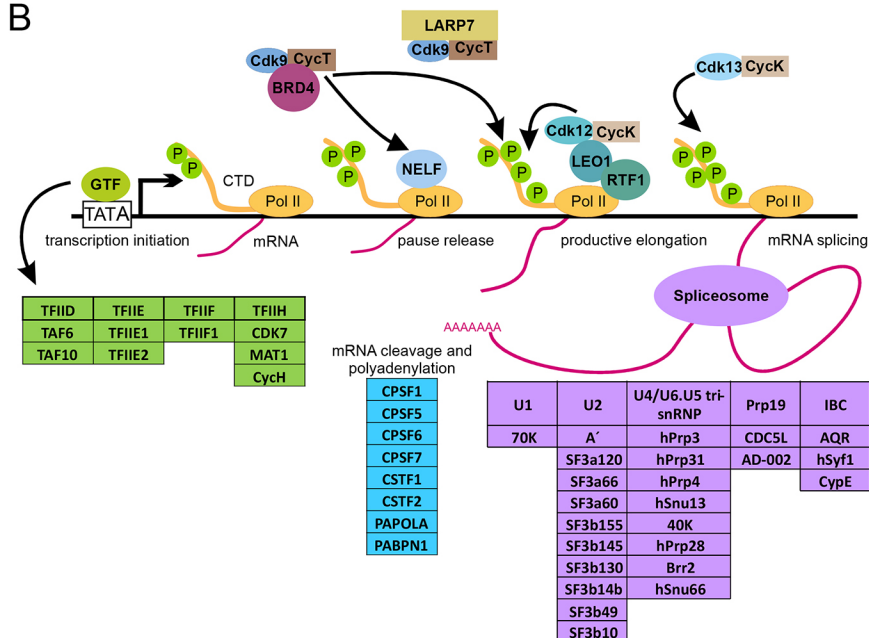 B
LARP7
Cdk9 CycT
Cdk9 CycT
BRD4
Cdk13 CycK
Cdk12 CycK
LEO1
RTF1
NELF
GTF
TATA
CTD
P P
P P P
P P P P
P P P P P
Pol II Pol II Pol II Pol II
transcription initiation mRNA pause release productive elongation mRNA splicing
Spliceosome
AAAAAAA
TFIID TFIIE TFIIF TFIIH
TAF6 TFIIE1 TFIIF1 CDK7
TAF10 TFIIE2 MAT1
CycH
mRNA cleavage and
polyadenylation
CPSF1
CPSF5
CPSF6
CPSF7
CSTF1
CSTF2
PAPOLA
PABPN1
U1 U2 U4/U6.U5 tri-
snRNP Prp19 IBC
70K A´ hPrp3 CDC5L AQR
SF3a120 hPrp31 AD-002 hSyf1
SF3a66 hPrp4 CypE
SF3a60 hSnu13
SF3b155 40K
SF3b145 hPrp28
SF3b130 Brr2
SF3b14b hSnu66
SF3b49
SF3b10